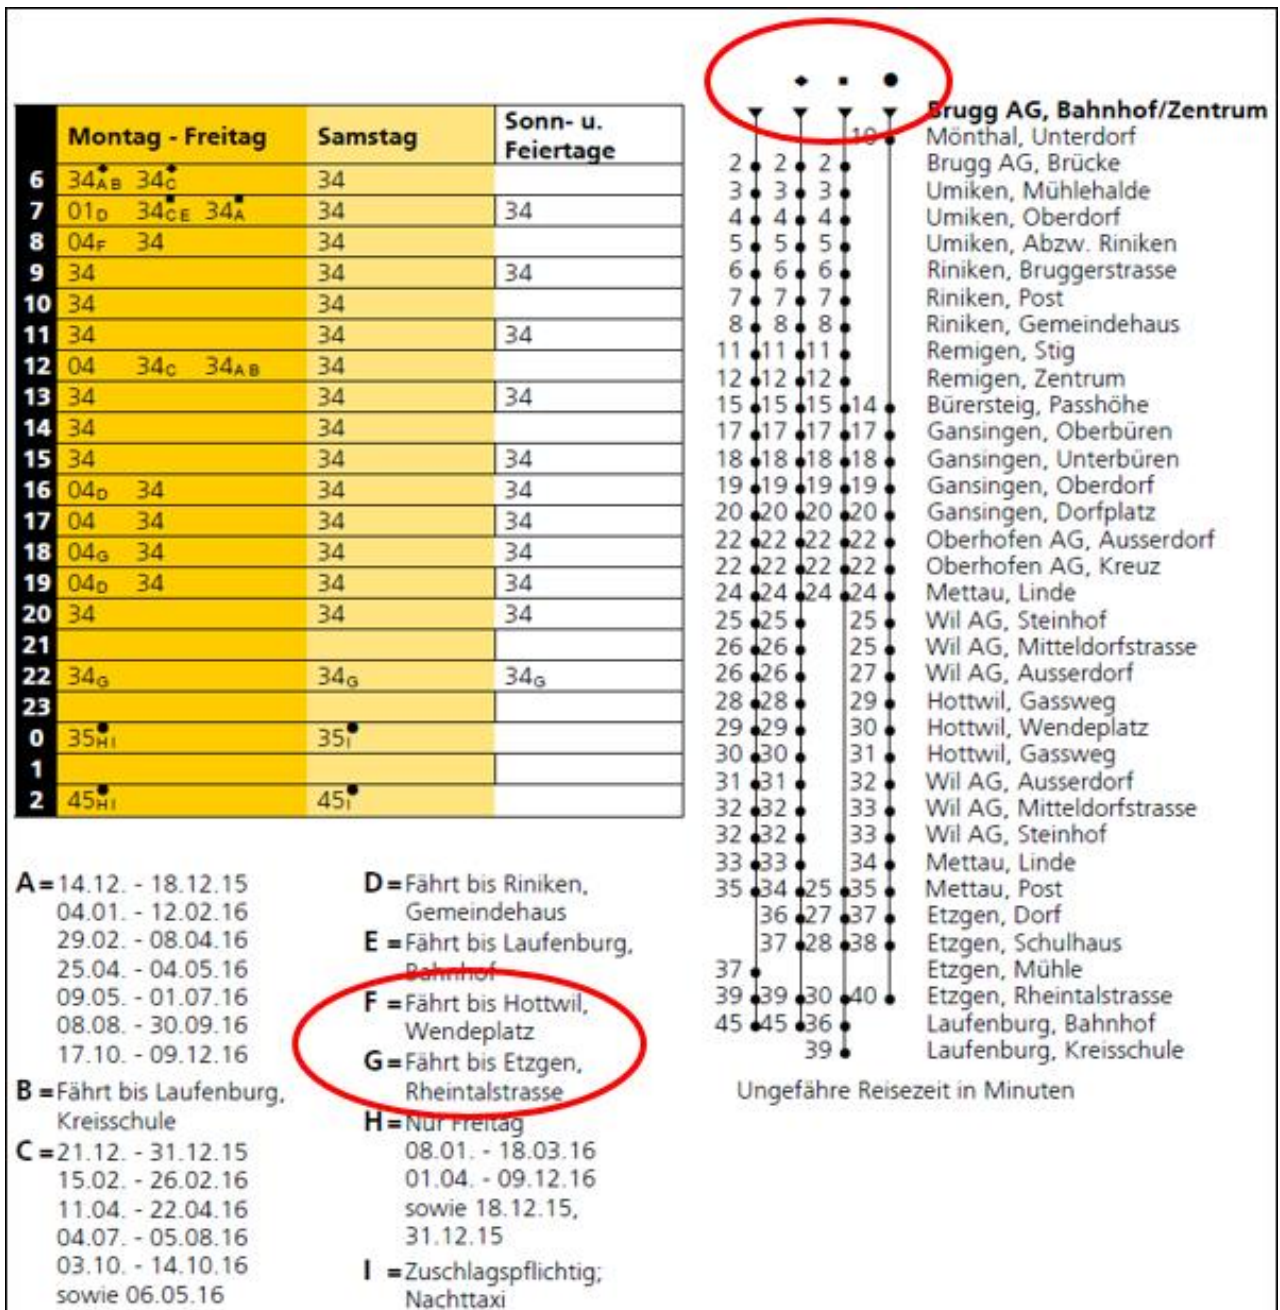 Montag - Freitag Samstag Sonn- u. Feiertage
6 34AB 34C 34
7 01D 34CE 34A 34 34
8 04F 34 34
9 34 34 34
10 34 34
11 34 34 34
12 04 34C 34AB 34
13 34 34 34
14 34 34
15 34 34 34
16 04D 34 34 34
17 04 34 34 34
18 04G 34 34 34
19 04D 34 34 34
20 34 34 34
21
22 34G 34G 34G
23
0 35HI 35I
1
2 45HI 45I
A = 14.12. - 18.12.15
04.01. - 12.02.16
29.02. - 08.04.16
25.04. - 04.05.16
09.05. - 01.07.16
08.08. - 30.09.16
17.10. - 09.12.16
B = Fährt bis Laufenburg,
Kreisschule
C = 21.12. - 31.12.15
15.02. - 26.02.16
11.04. - 22.04.16
04.07. - 05.08.16
03.10. - 14.10.16
sowie 06.05.16
D = Fährt bis Riniken,
Gemeindehaus
E = Fährt bis Laufenburg,
Bahnhof
F = Fährt bis Hottwil,
Wendeplatz
G = Fährt bis Etzgen,
Rheintalstrasse
H = Nur Freitag
08.01. - 18.03.16
01.04. - 09.12.16
sowie 18.12.15,
31.12.15
I = Zuschlagspflichtig;
Nachttaxi
Brugg AG, Bahnhof/Zentrum
10 Mönthal, Unterdorf
2 2 2 Brugg AG, Brücke
3 3 3 Umiken, Mühlehalde
4 4 4 Umiken, Oberdorf
5 5 5 Umiken, Abzw. Riniken
6 6 6 Riniken, Bruggerstrasse
7 7 7 Riniken, Post
8 8 8 Riniken, Gemeindehaus
11 11 11 Remigen, Stig
12 12 12 Remigen, Zentrum
15 15 15 14 Bürersteig, Passhöhe
17 17 17 17 Gansingen, Oberbüren
18 18 18 18 Gansingen, Unterbüren
19 19 19 19 Gansingen, Oberdorf
20 20 20 20 Gansingen, Dorfplatz
22 22 22 22 Oberhofen AG, Ausserdorf
22 22 22 22 Oberhofen AG, Kreuz
24 24 24 24 Mettau, Linde
25 25 25 Wil AG, Steinhof
26 26 25 Wil AG, Mitteldorfstrasse
26 26 27 Wil AG, Ausserdorf
28 28 29 Hottwil, Gassweg
29 29 30 Hottwil, Wendeplatz
30 30 31 Hottwil, Gassweg
31 31 32 Wil AG, Ausserdorf
32 32 33 Wil AG, Mitteldorfstrasse
32 32 33 Wil AG, Steinhof
33 33 34 Mettau, Linde
35 34 25 35 Mettau, Post
36 27 37 Etzgen, Dorf
37 28 38 Etzgen, Schulhaus
37 Etzgen, Mühle
39 39 30 40 Etzgen, Rheintalstrasse
45 45 36 Laufenburg, Bahnhof
39 Laufenburg, Kreisschule
Ungefähre Reisezeit in Minuten